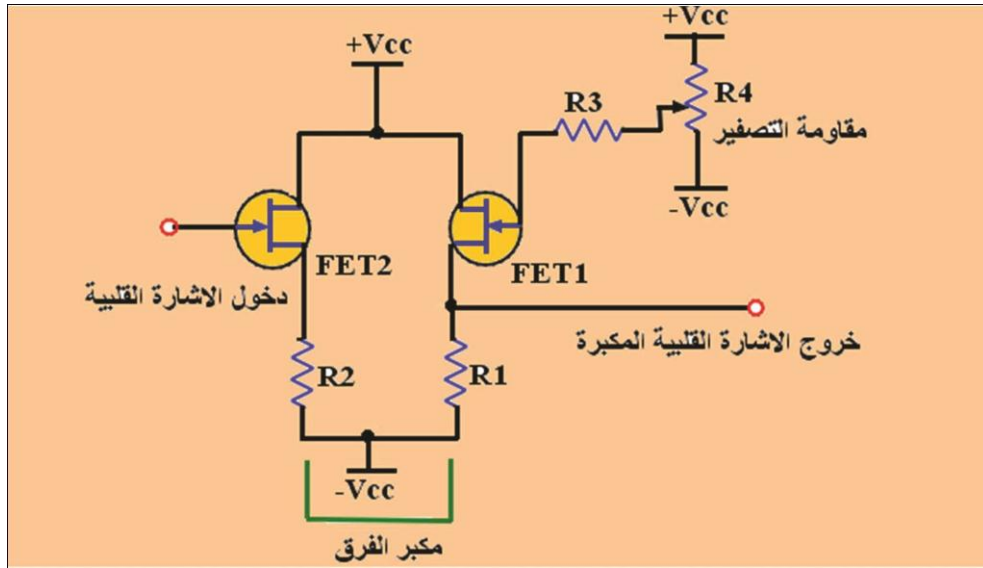 +Vcc
+Vcc
R3
R4
مقاومة التصفير
-Vcc
FET2
FET1
دخول الاشارة القلبية
خروج الاشارة القلبية المكبرة
R2
R1
-Vcc
مكبر الفرق